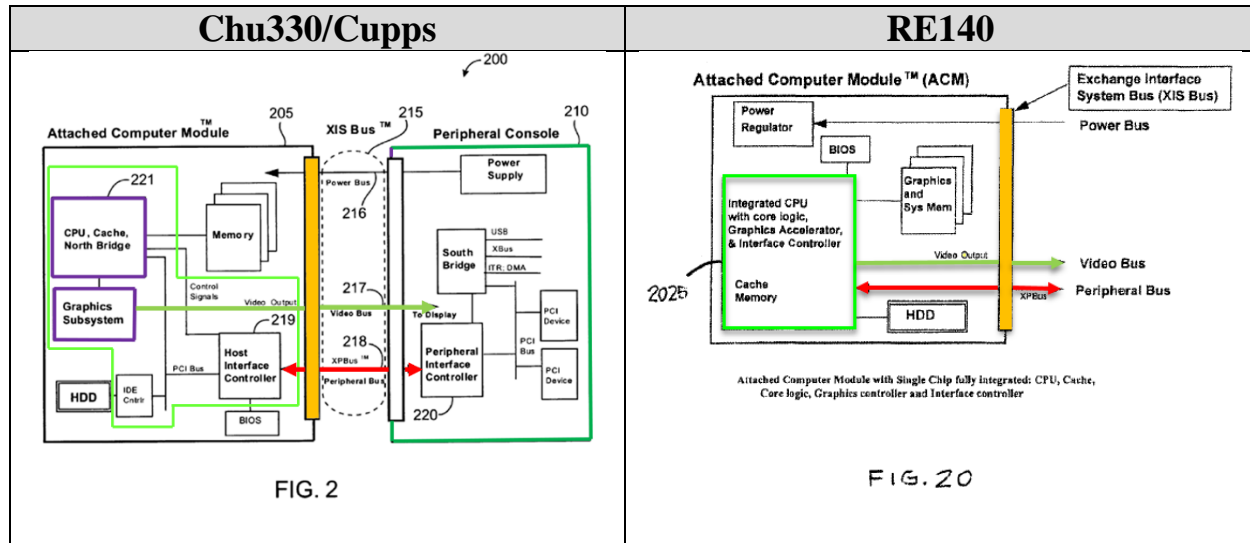 Chu330/Cupps
RE140
200
Attached Computer Module™
205
XIS Bus™
215
Peripheral Console
210
221
CPU, Cache,
North Bridge
Memory
Power Bus
216
Power
Supply
South
Bridge
USB
XBus
ITR; DMA
Graphics
Subsystem
Control
Signals
Video Output
217
Video Bus
To Display
219
Host
Interface
Controller
218
XPBus™
Peripheral Bus
Peripheral
Interface
Controller
220
PCI
Bus
PCI
Device
PCI
Device
PCI Bus
HDD
IDE
Cntlr
BIOS
FIG. 2
Attached Computer Module™ (ACM)
Exchange Interface
System Bus (XIS Bus)
Power
Regulator
Power Bus
BIOS
Graphics
and
Sys Mem
Integrated CPU
with core logic,
Graphics Accelerator,
& Interface Controller
Cache
Memory
2025
Video Output
Video Bus
XPBus
Peripheral Bus
HDD
Attached Computer Module with Single Chip fully integrated: CPU, Cache,
Core logic, Graphics controller and Interface controller
FIG. 20